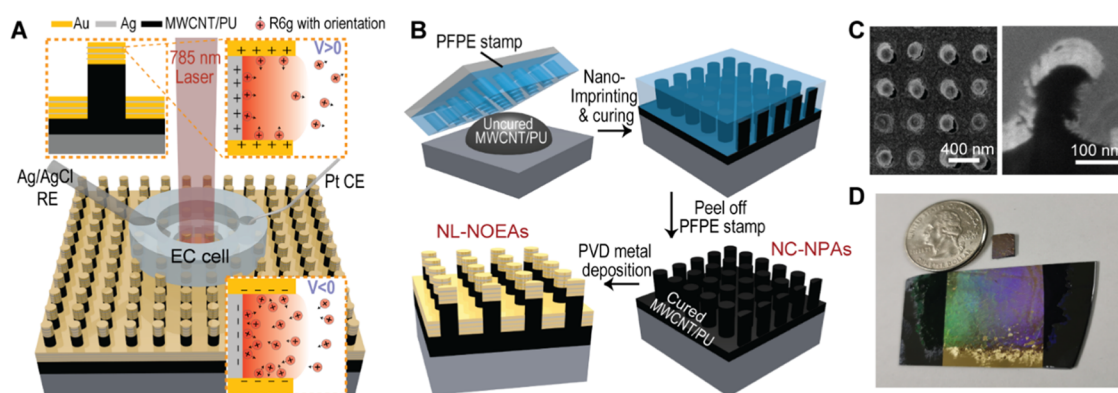 A
Au Ag MWCNT/PU R6g with orientation
785 nm
Laser
V>0
Ag/AgCl
RE
Pt CE
EC cell
V<0
B
PFPE stamp
Uncured
MWCNT/PU
Nano-
Imprinting
& curing
Peel off
PFPE stamp
NC-NPAs
Cured
MWCNT/PU
PVD metal
deposition
NL-NOEAs
C
400 nm
100 nm
D